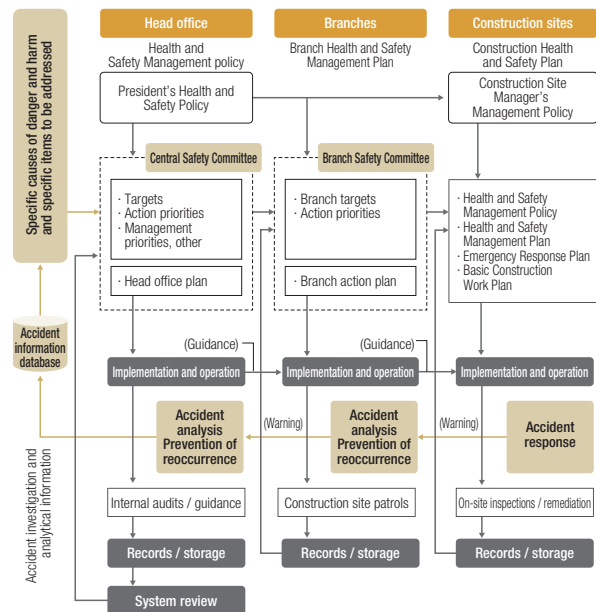 Head office
Branches
Construction sites
Health and
Safety Management policy
Branch Health and Safety
Management Plan
Construction Health
and Safety Plan
President's Health and
Safety Policy
Construction Site
Manager's
Management Policy
Specific causes of danger and harm
and specific items to be addressed
Central Safety Committee
Branch Safety Committee
· Targets
· Action priorities
· Management
priorities, other
· Branch targets
· Action priorities
· Health and Safety
Management Policy
· Health and Safety
Management Plan
· Emergency Response Plan
· Basic Construction
Work Plan
· Head office plan
· Branch action plan
Accident
information
database
(Guidance)
(Guidance)
Implementation and operation
Implementation and operation
Implementation and operation
Accident
analysis
Prevention of
reoccurrence
(Warning)
Accident
analysis
Prevention of
reoccurrence
(Warning)
Accident
response
Accident investigation and
analytical information
Internal audits / guidance
Construction site patrols
On-site inspections / remediation
Records / storage
Records / storage
Records / storage
System review